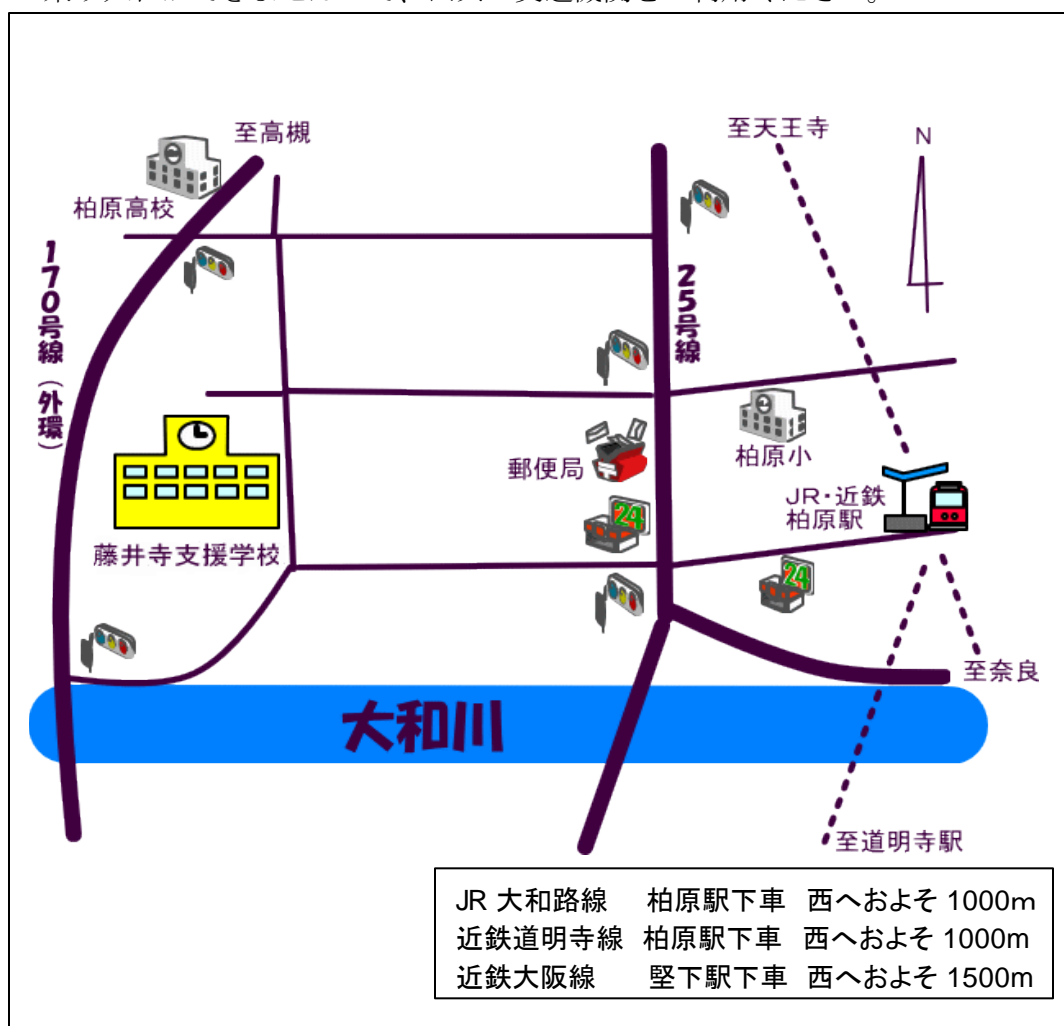 至高槻
至天王寺
N
柏原高校
170号線(外環)
25号線
柏原小
郵便局
24
JR・近鉄
柏原駅
藤井寺支援学校
24
至奈良
大和川
至道明寺駅
JR 大和路線 柏原駅下車 西へおよそ 1000m
近鉄道明寺線 柏原駅下車 西へおよそ 1000m
近鉄大阪線 堅下駅下車 西へおよそ 1500m